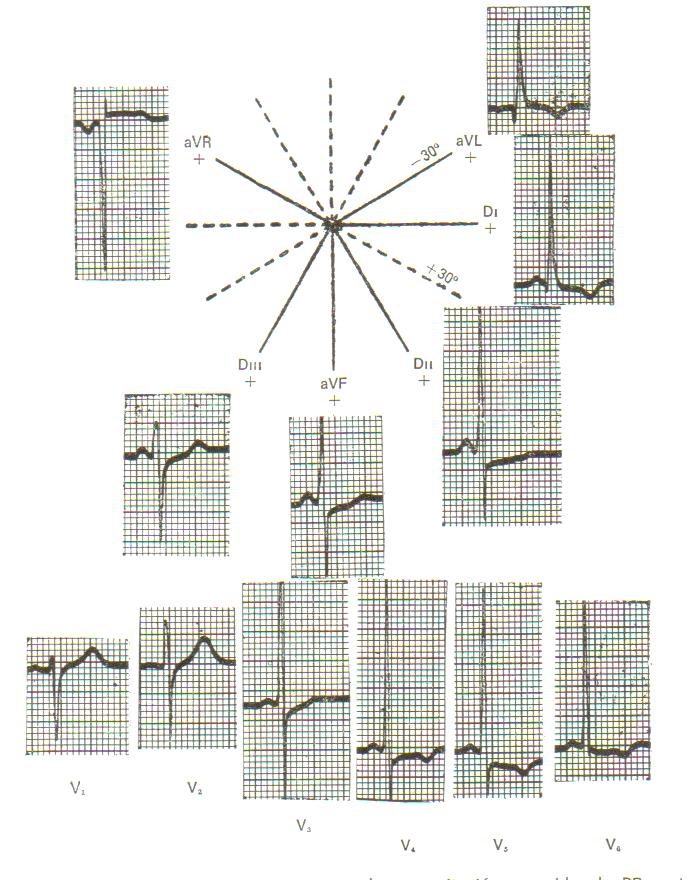 aVR
+
-30°
aVL
+
DI
+
+30°
DIII
+
aVF
+
DII
+
V1
V2
V3
V4
V5
V6